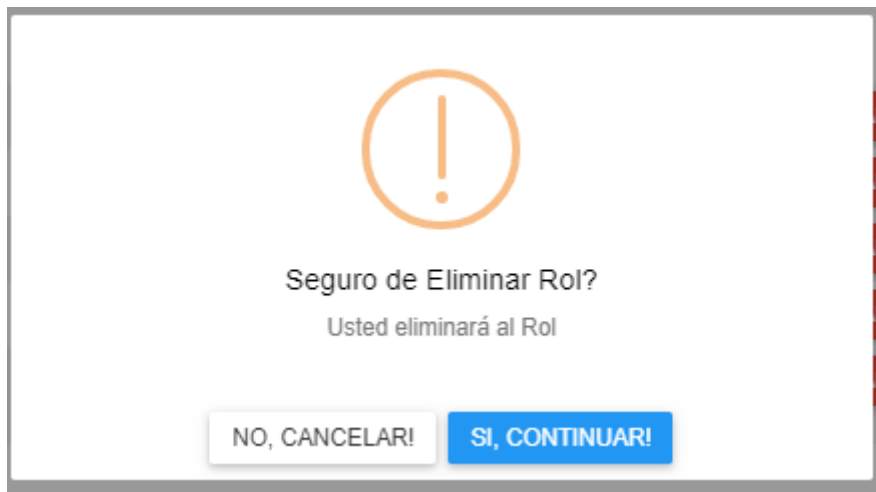 Seguro de Eliminar Rol?
Usted eliminará al Rol
NO, CANCELAR! SI, CONTINUAR!